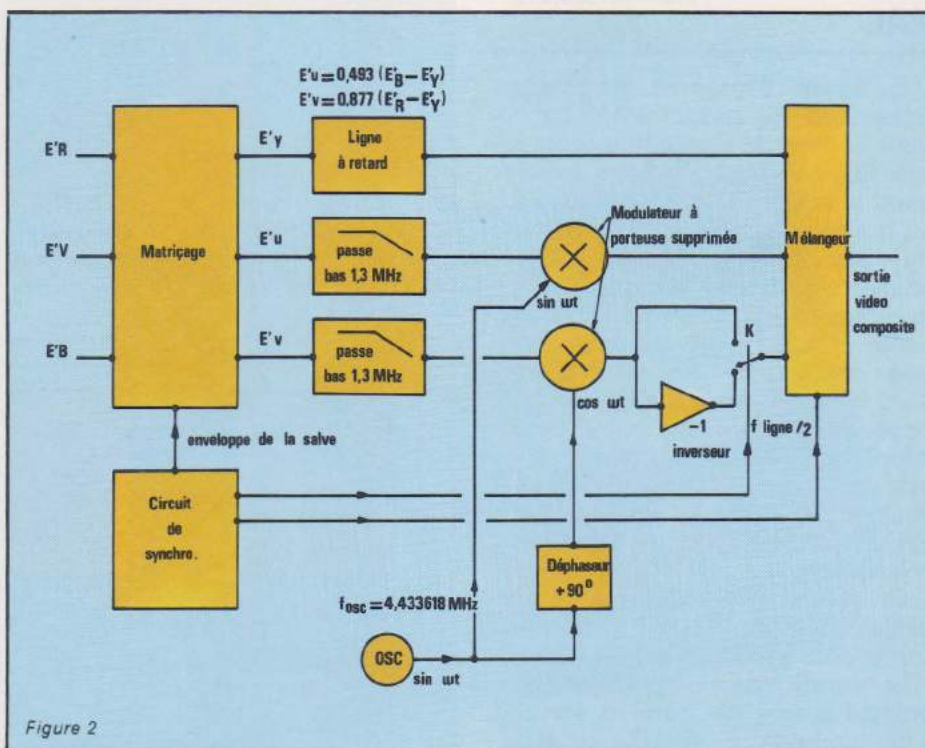 E'u = 0,493 (E'B – E'Y)
E'v = 0.877 (E'R – E'Y)
E'R
E'V
E'B
Matriçage
E'y
E'u
E'v
Ligne
à retard
passe
bas 1,3 MHz
passe
bas 1,3 MHz
Modulateur à
porteuse supprimée
sin ωt
cos ωt
K
-1
inverseur
f ligne/2
Mélangeur
sortie
video
composite
enveloppe de la salve
Circuit
de
synchro.
Déphaseur
+90°
fosc = 4,433618 MHz
OSC
sin ωt
Figure 2